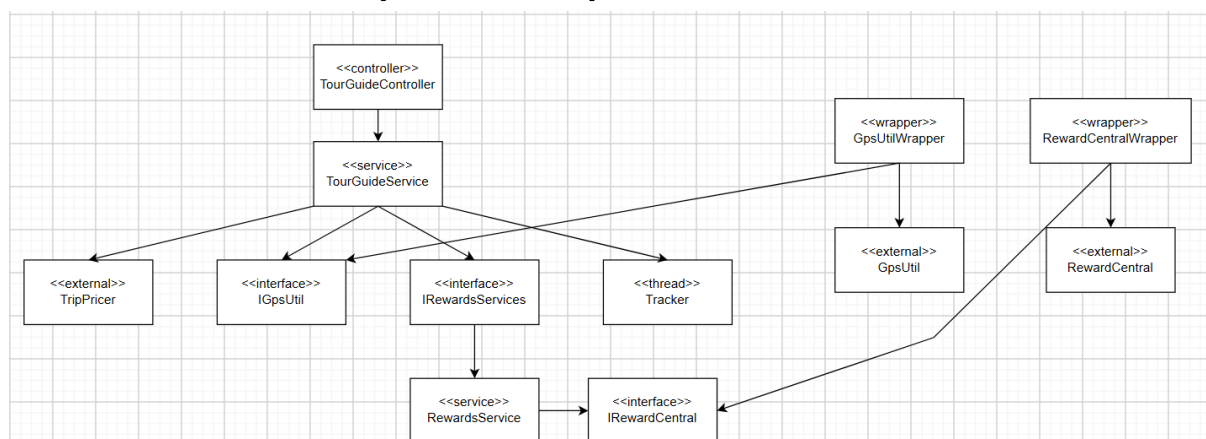 <<controller>>
TourGuideController
<<wrapper>>
GpsUtilWrapper
<<wrapper>>
RewardCentralWrapper
<<service>>
TourGuideService
<<external>>
GpsUtil
<<external>>
RewardCentral
<<external>>
TripPricer
<<interface>>
IGpsUtil
<<interface>>
IRewardsServices
<<thread>>
Tracker
<<service>>
RewardsService
<<interface>>
IRewardCentral